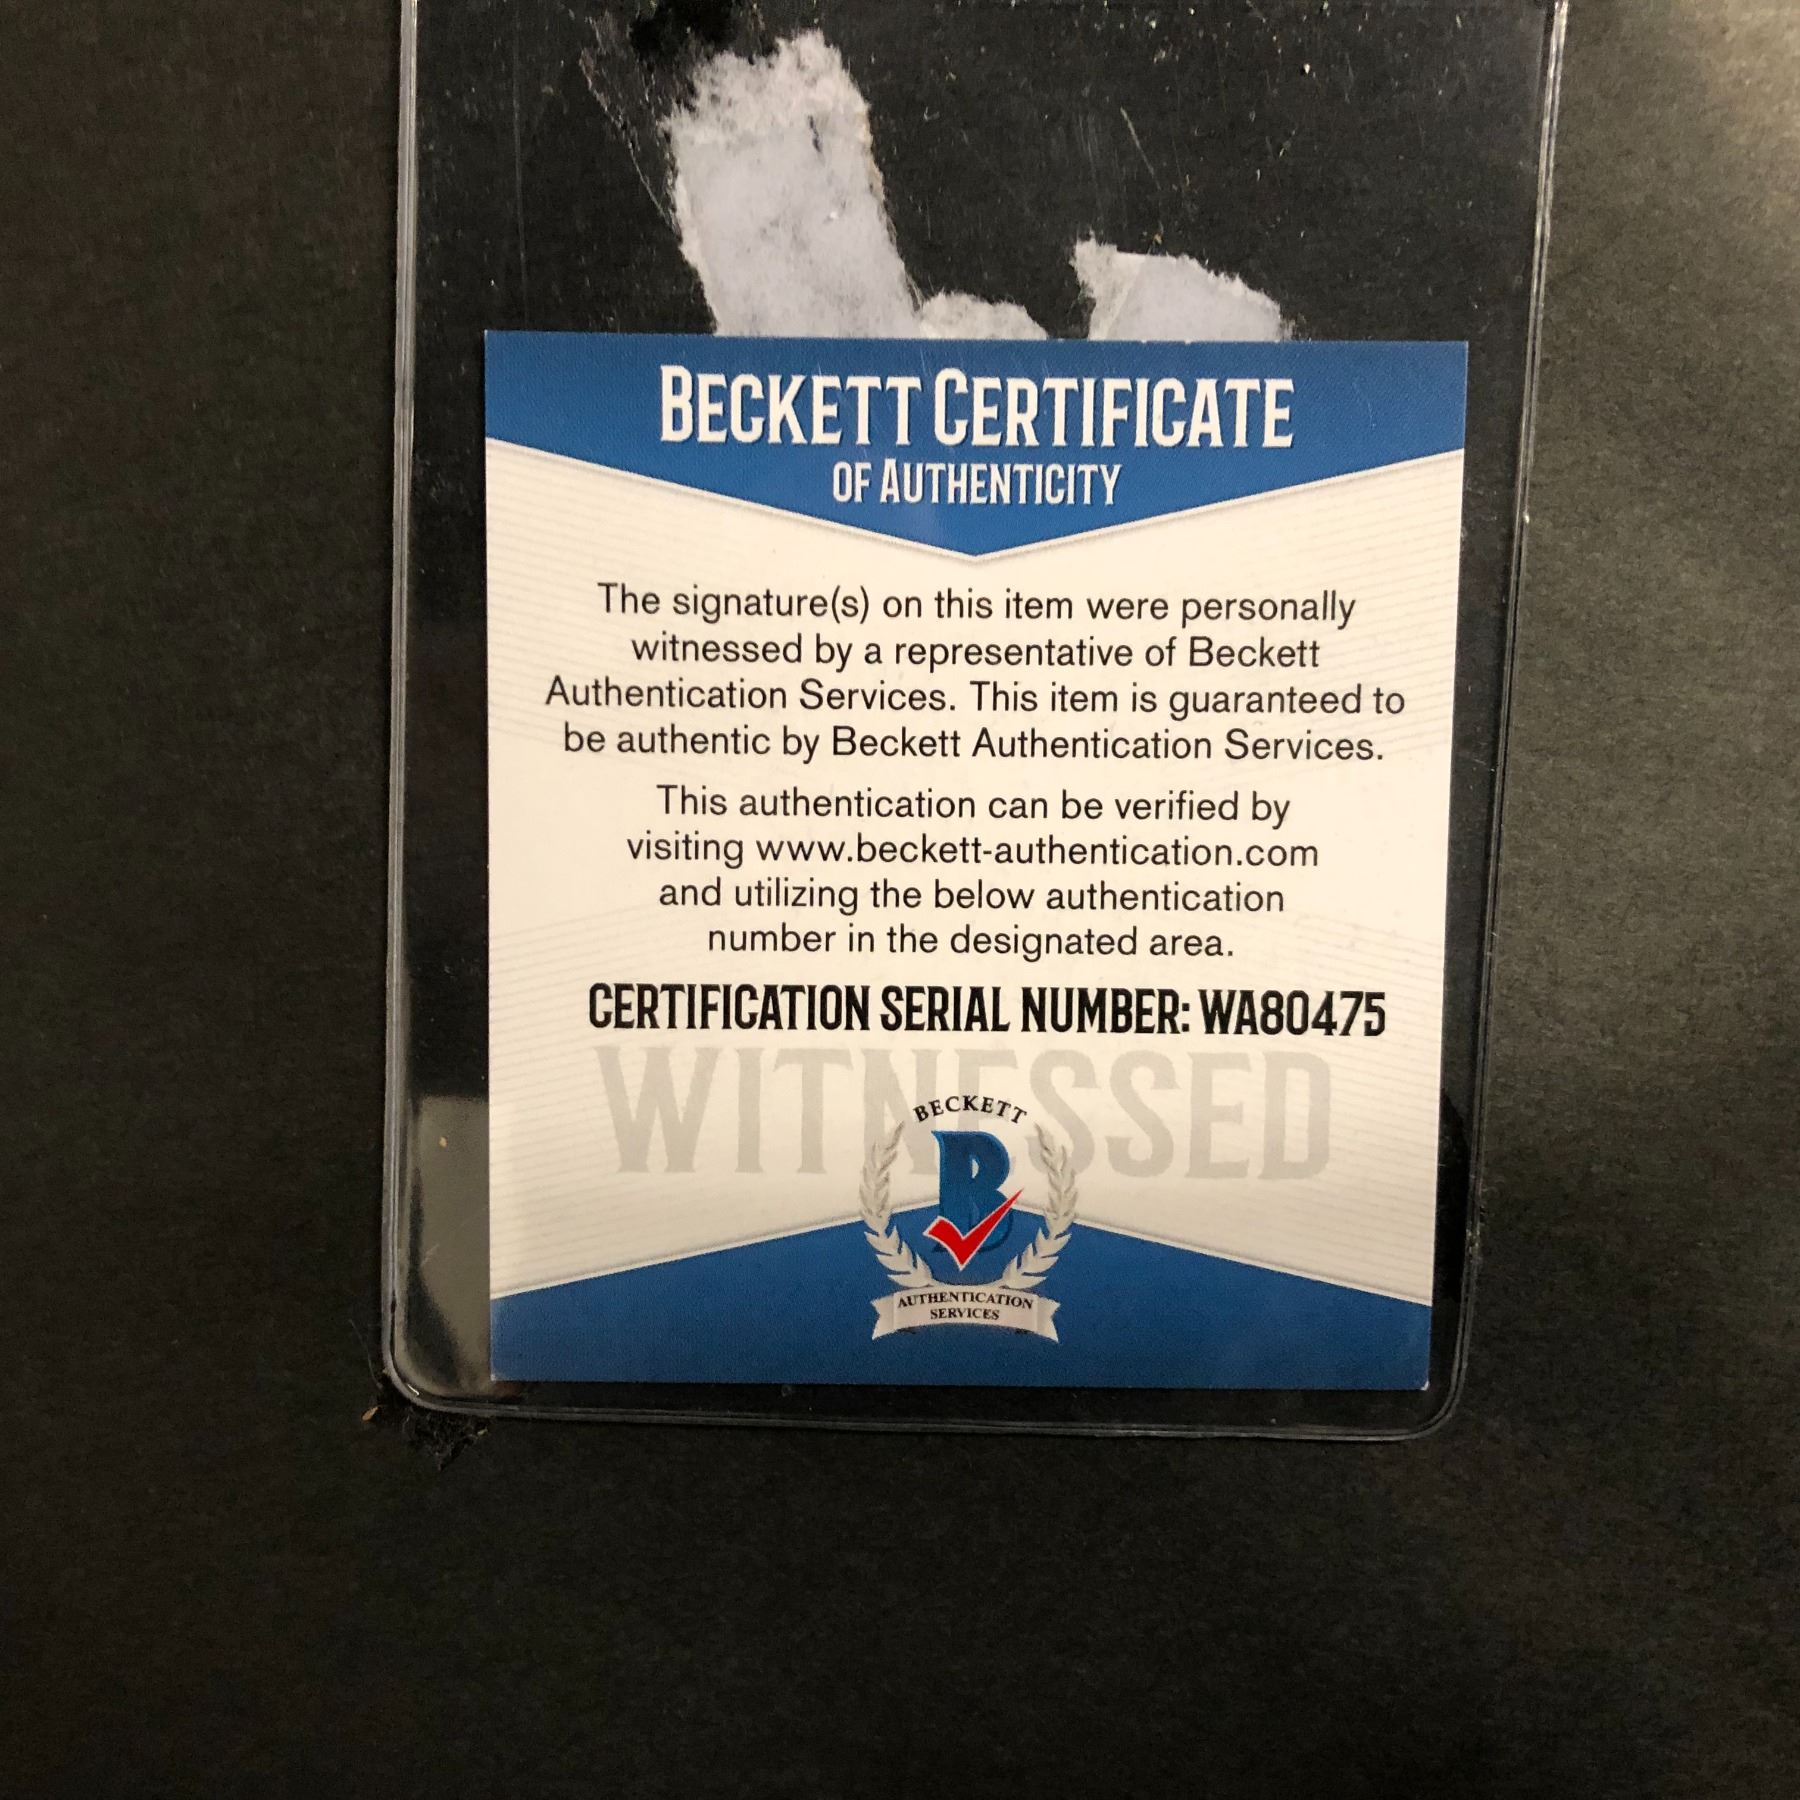 BECKETT CERTIFICATE
OF AUTHENTICITY
The signature(s) on this item were personally
witnessed by a representative of Beckett
Authentication Services. This item is guaranteed to
be authentic by Beckett Authentication Services.
This authentication can be verified by
visiting www.beckett-authentication.com
and utilizing the below authentication
number in the designated area.
CERTIFICATION SERIAL NUMBER: WA80475
WITNESSED
BECKETT
B
AUTHENTICATION
SERVICES